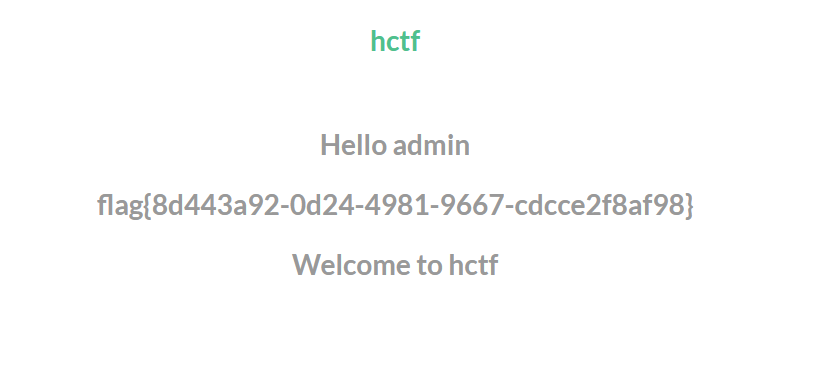 hctf
Hello admin
flag{8d443a92-0d24-4981-9667-cdcce2f8af98}
Welcome to hctf